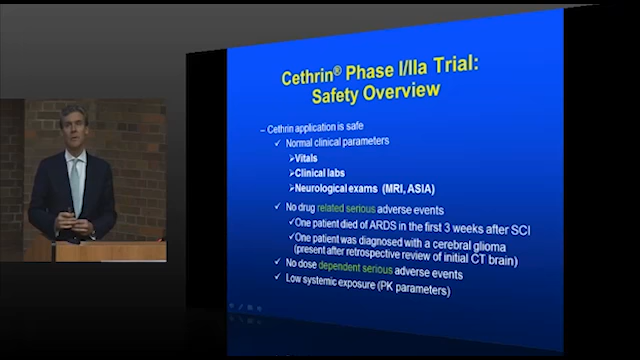 Cethrin® Phase I/IIa Trial:
Safety Overview
– Cethrin application is safe
✓ Normal clinical parameters
➢Vitals
➢Clinical labs
➢Neurological exams (MRI, ASIA)
✓ No drug related serious adverse events
➢One patient died of ARDS in the first 3 weeks after SCI
➢One patient was diagnosed with a cerebral glioma
(present after retrospective review of initial CT brain)
✓ No dose dependent serious adverse events
✓ Low systemic exposure (PK parameters)